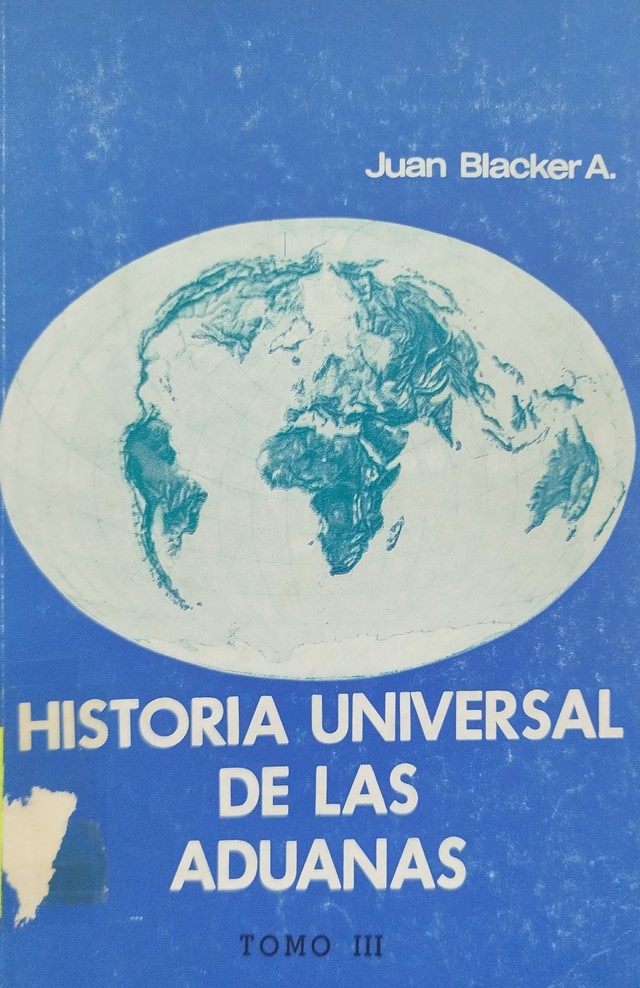 Juan Blacker A.
HISTORIA UNIVERSAL
DE LAS
ADUANAS
TOMO III